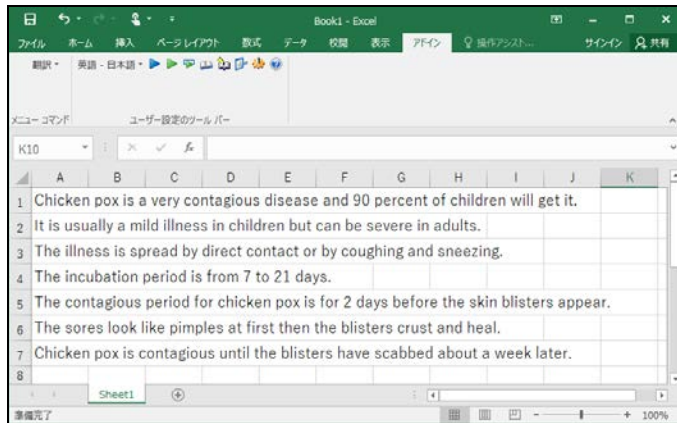 Book1 - Excel
ファイル ホーム 挿入 ページレイアウト 数式 データ 校閲 表示 アドイン 操作アシスト... サインイン 共有
翻訳 英語 - 日本語
メニュー コマンド ユーザー設定のツール バー
K10 fx
A B C D E F G H I J K
1 Chicken pox is a very contagious disease and 90 percent of children will get it.
2 It is usually a mild illness in children but can be severe in adults.
3 The illness is spread by direct contact or by coughing and sneezing.
4 The incubation period is from 7 to 21 days.
5 The contagious period for chicken pox is for 2 days before the skin blisters appear.
6 The sores look like pimples at first then the blisters crust and heal.
7 Chicken pox is contagious until the blisters have scabbed about a week later.
8
Sheet1
準備完了 100%